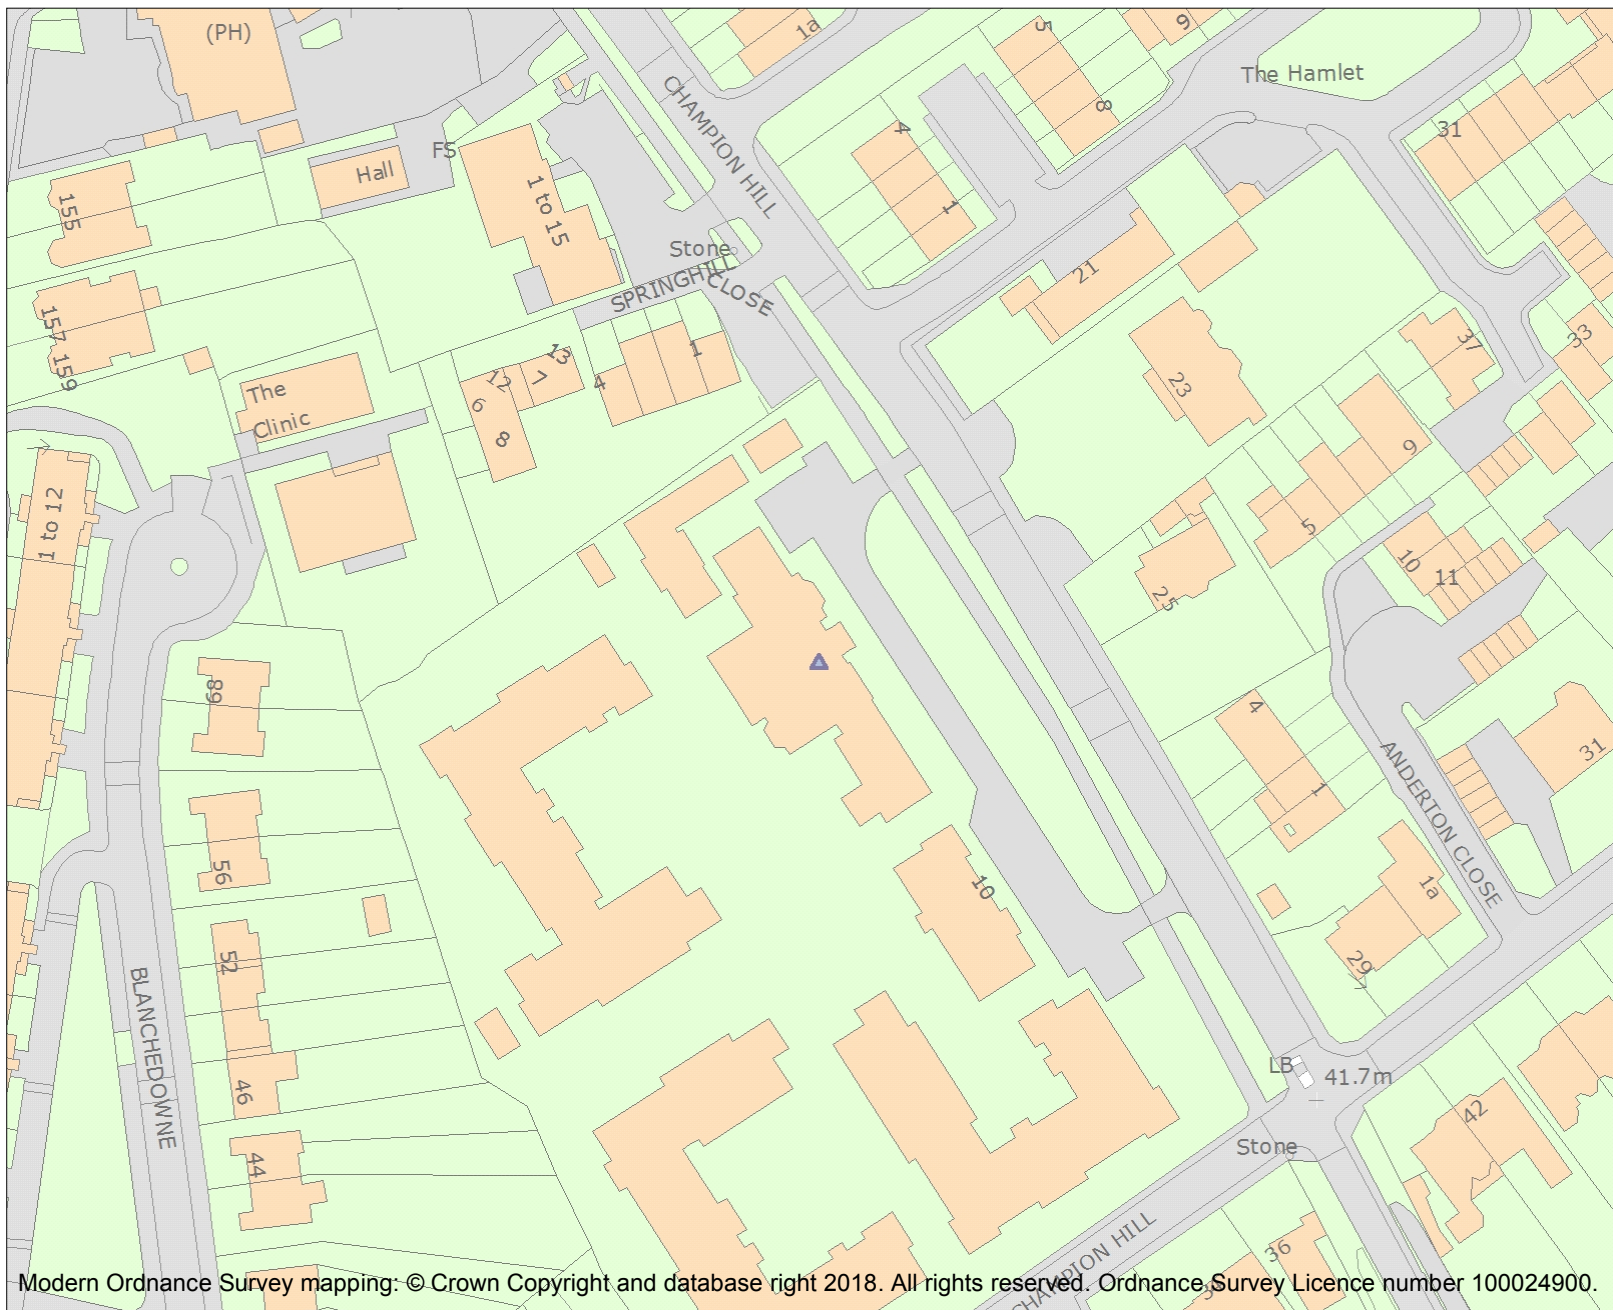 (PH)
1a
5
9
The Hamlet
CHAMPION HILL
8
4
31
FS
Hall
1 to 15
155
1
Stone
SPRINGHILL
CLOSE
21
157
159
1
13
12
7
4
6
8
The
Clinic
23
37
33
9
5
1 to 12
10
11
25
68
4
31
1
ANDERTON CLOSE
56
10
1a
52
29
BLANCHEDOWNE
LB
41.7m
46
42
Stone
44
CHAMPION HILL
36
Modern Ordnance Survey mapping: © Crown Copyright and database right 2018. All rights reserved. Ordnance Survey Licence number 100024900.